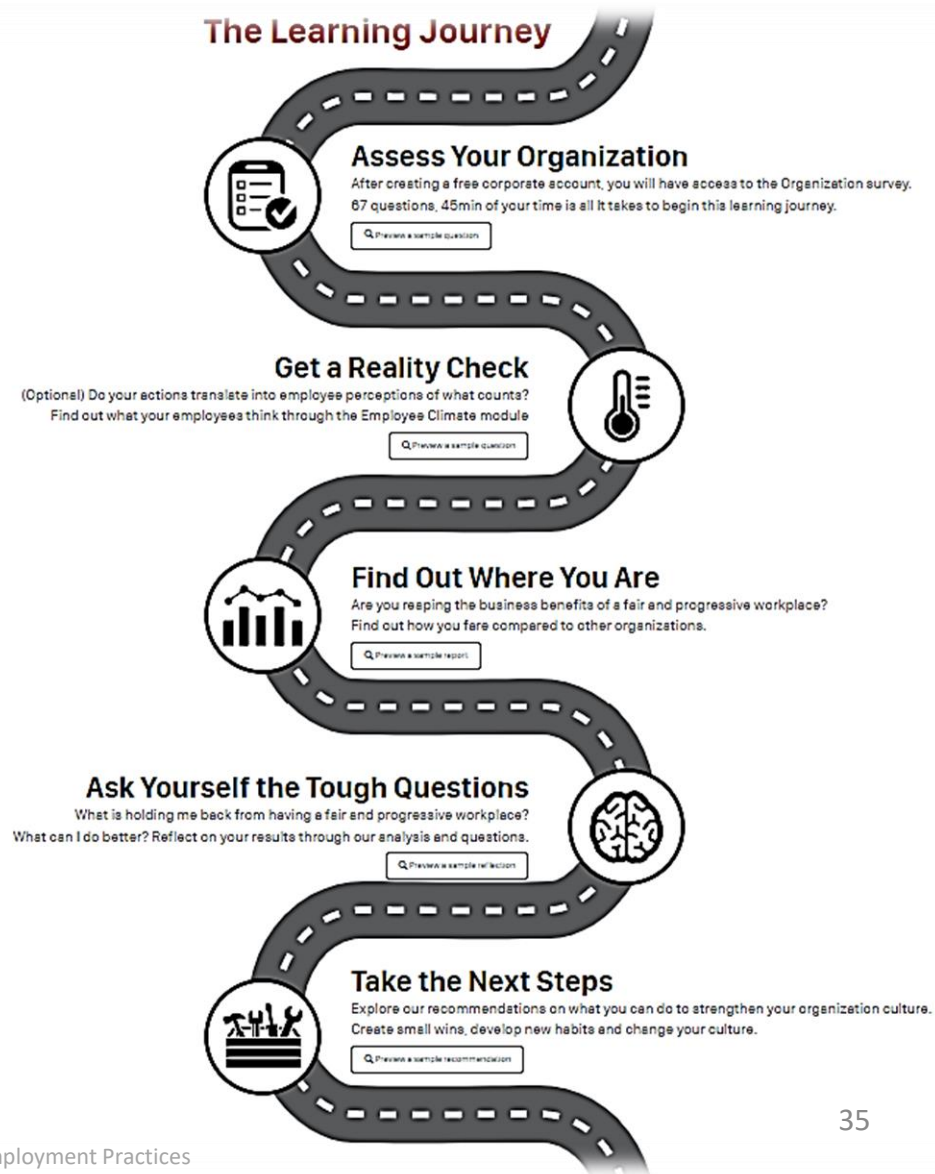 The Learning Journey
Assess Your Organization
After creating a free corporate account, you will have access to the Organization survey.
67 questions, 45min of your time is all It takes to begin this learning journey.
Preview a sample question
Get a Reality Check
(Optional) Do your actions translate into employee perceptions of what counts?
Find out what your employees think through the Employee Climate module
Preview a sample question
Find Out Where You Are
Are you reaping the business benefits of a fair and progressive workplace?
Find out how you fare compared to other organizations.
Preview a sample report
Ask Yourself the Tough Questions
What is holding me back from having a fair and progressive workplace?
What can I do better? Reflect on your results through our analysis and questions.
Preview a sample reflection
Take the Next Steps
Explore our recommendations on what you can do to strengthen your organization culture.
Create small wins, develop new habits and change your culture.
Preview a sample recommendation
35
mployment Practices